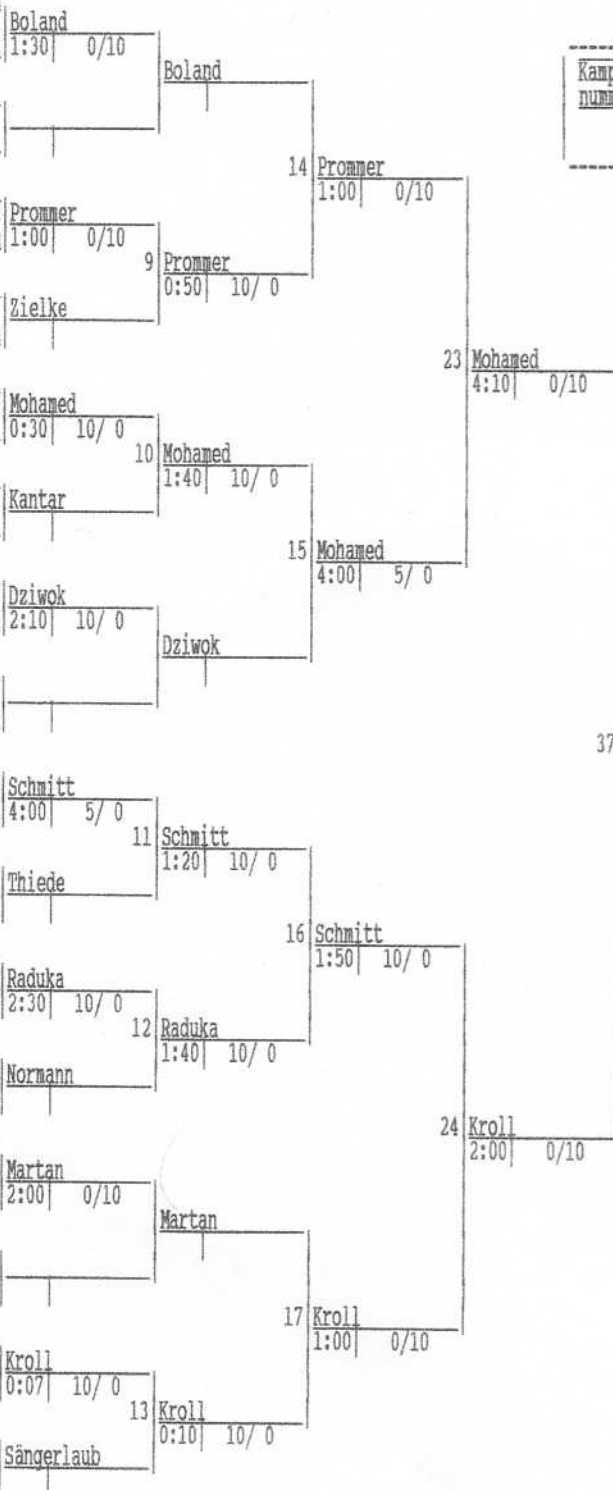 Boland
1:30 0/10
Boland
14 Prommer
1:00 0/10
Prommer
1:00 0/10
9 Prommer
0:50 10/ 0
Zielke
23 Mohamed
4:10 0/10
Mohamed
0:30 10/ 0
10 Mohamed
1:40 10/ 0
Kantar
15 Mohamed
4:00 5/ 0
Dziwok
2:10 10/ 0
Dziwok
37
Schmitt
4:00 5/ 0
11 Schmitt
1:20 10/ 0
Thiede
16 Schmitt
1:50 10/ 0
Raduka
2:30 10/ 0
12 Raduka
1:40 10/ 0
Normann
24 Kroll
2:00 0/10
Martan
2:00 0/10
Martan
17 Kroll
1:00 0/10
Kroll
0:07 10/ 0
13 Kroll
0:10 10/ 0
Sängerlaub